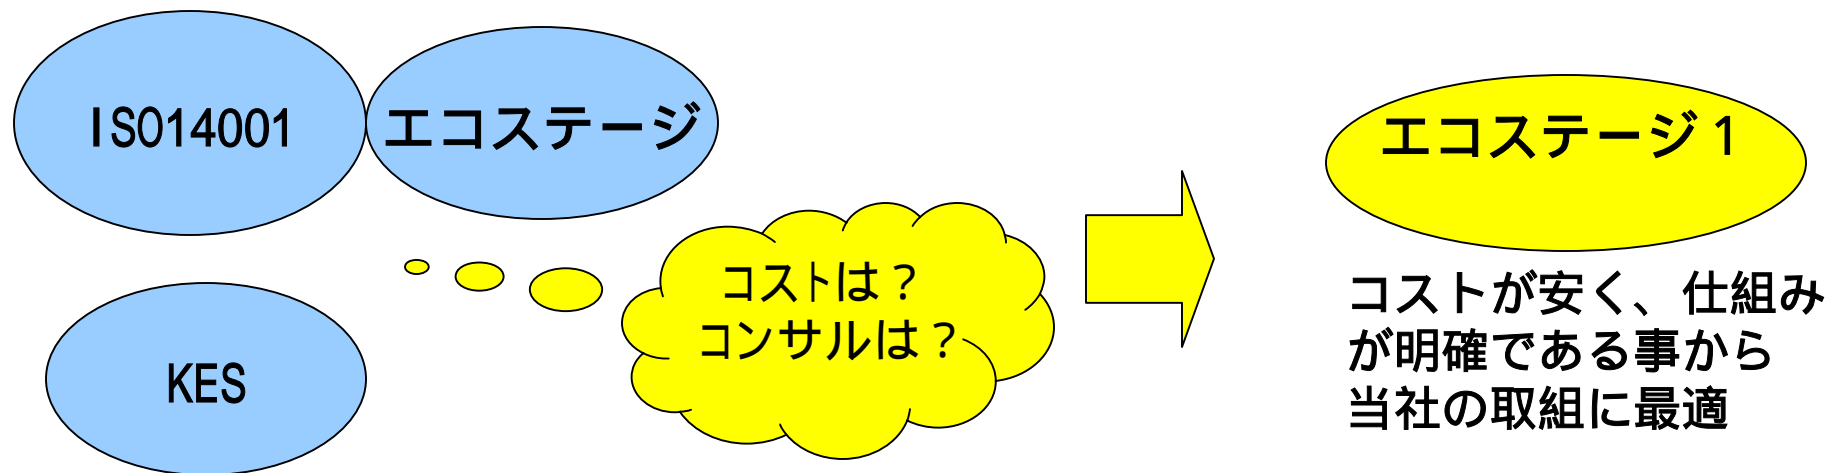 ISO14001
エコステージ
KES
コストは？
コンサルは？
エコステージ１
コストが安く、仕組み
が明確である事から
当社の取組に最適